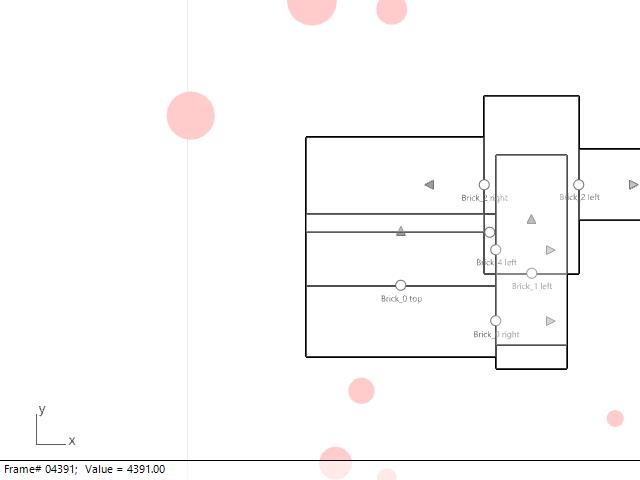 Brick_2 right
Brick_2 left
Brick_4 left
Brick_1 left
Brick_0 top
Brick_0 right
y
x
Frame# 04391; Value = 4391.00